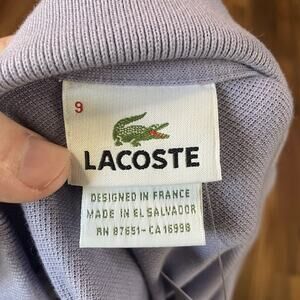 9
LACOSTE
DESIGNED IN FRANCE
MADE IN EL SALVADOR
RN 87651-CA 16998